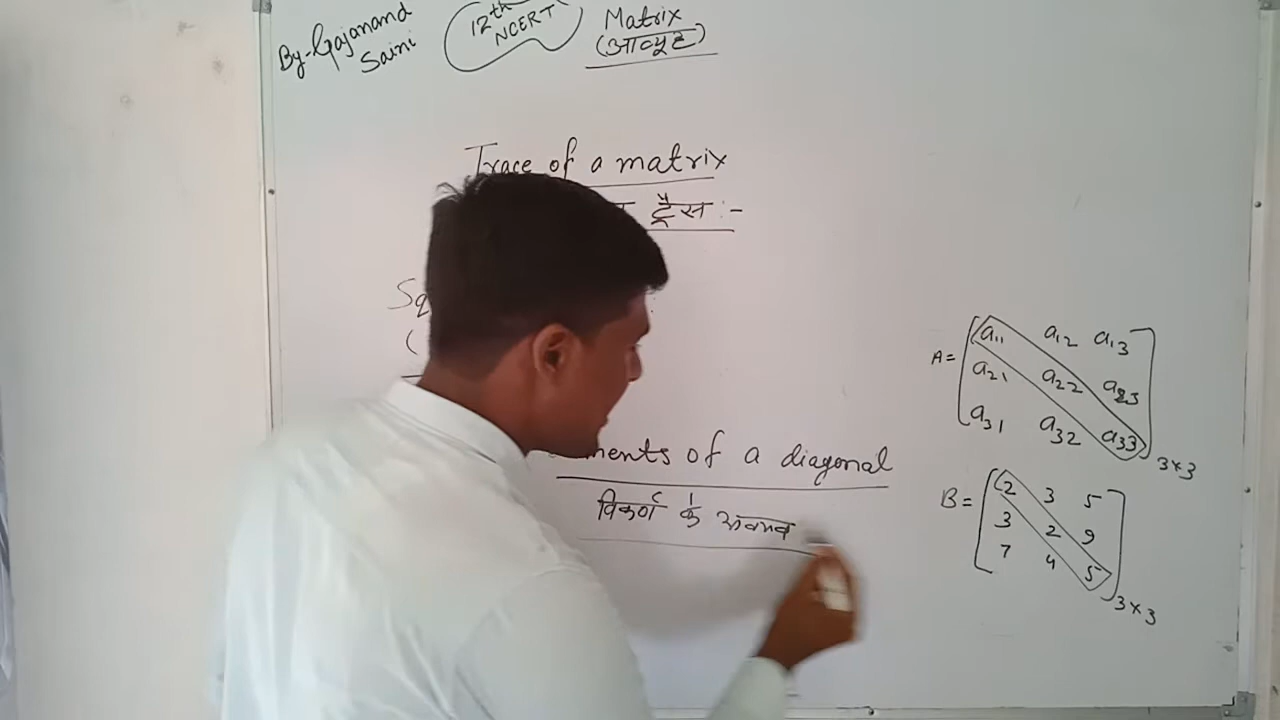 By-Gajanand
Saini
12th
NCERT
Matrix
(आव्यूह)
Trace of a matrix
ट्रैस :-
Sq
(
ments of a diagonal
विकर्ण के अवयव
A = [a11 a12 a13
a21 a22 a23
a31 a32 a33] 3×3
B = [2 3 5
3 2 9
7 4 5] 3×3